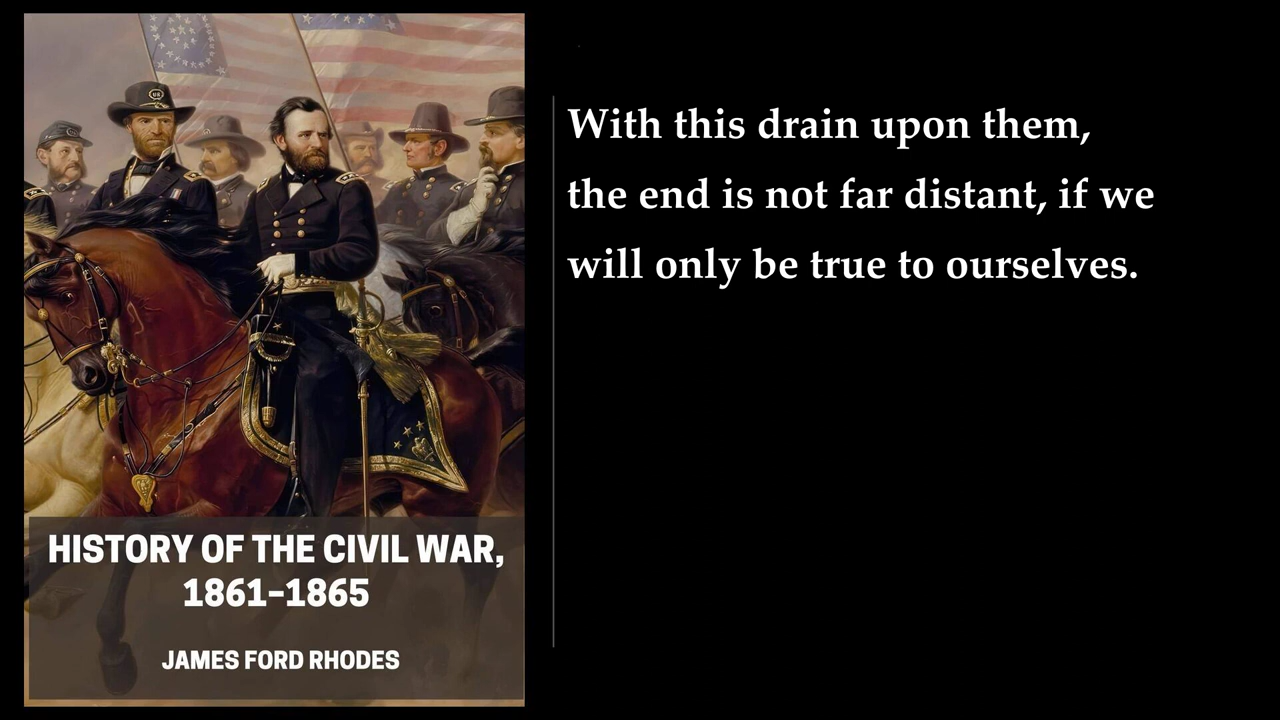 With this drain upon them,
the end is not far distant, if we
will only be true to ourselves.
HISTORY OF THE CIVIL WAR,
1861–1865
JAMES FORD RHODES